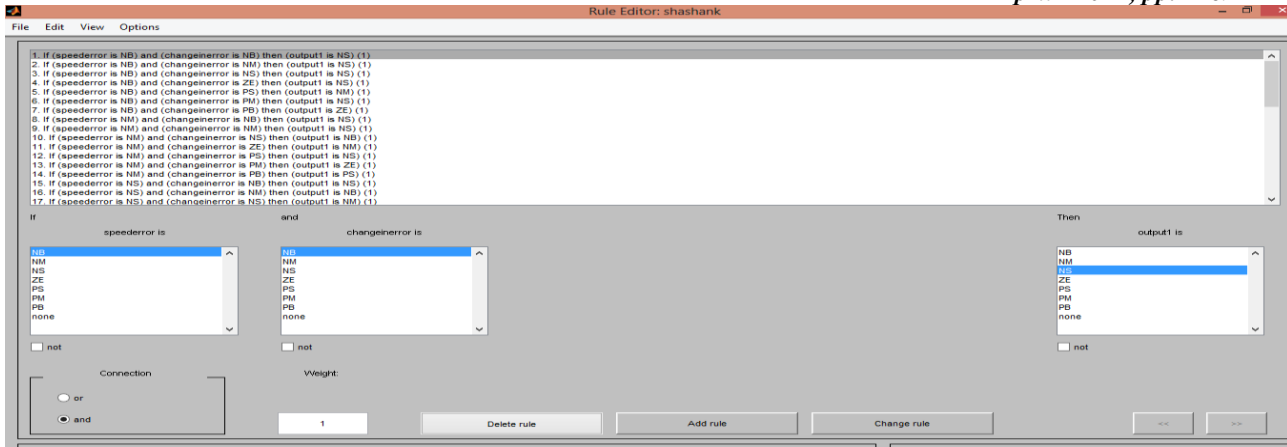 Rule Editor: shashank
File Edit View Options
1. If (speederror is NB) and (changeinerror is NB) then (output1 is NS) (1)
2. If (speederror is NB) and (changeinerror is NM) then (output1 is NS) (1)
3. If (speederror is NB) and (changeinerror is NS) then (output1 is NS) (1)
4. If (speederror is NB) and (changeinerror is ZE) then (output1 is NS) (1)
5. If (speederror is NB) and (changeinerror is PS) then (output1 is NM) (1)
6. If (speederror is NB) and (changeinerror is PM) then (output1 is NS) (1)
7. If (speederror is NB) and (changeinerror is PB) then (output1 is ZE) (1)
8. If (speederror is NM) and (changeinerror is NB) then (output1 is NS) (1)
9. If (speederror is NM) and (changeinerror is NM) then (output1 is NS) (1)
10. If (speederror is NM) and (changeinerror is NS) then (output1 is NB) (1)
11. If (speederror is NM) and (changeinerror is ZE) then (output1 is NM) (1)
12. If (speederror is NM) and (changeinerror is PS) then (output1 is NS) (1)
13. If (speederror is NM) and (changeinerror is PM) then (output1 is ZE) (1)
14. If (speederror is NM) and (changeinerror is PB) then (output1 is PS) (1)
15. If (speederror is NS) and (changeinerror is NB) then (output1 is NS) (1)
16. If (speederror is NS) and (changeinerror is NM) then (output1 is NB) (1)
17. If (speederror is NS) and (changeinerror is NS) then (output1 is NM) (1)
If and Then
speederror is changeinerror is output1 is
NB NB NB
NM NM NM
NS NS NS
ZE ZE ZE
PS PS PS
PM PM PM
PB PB PB
none none none
not not not
Connection Weight:
or
and 1 Delete rule Add rule Change rule << >>